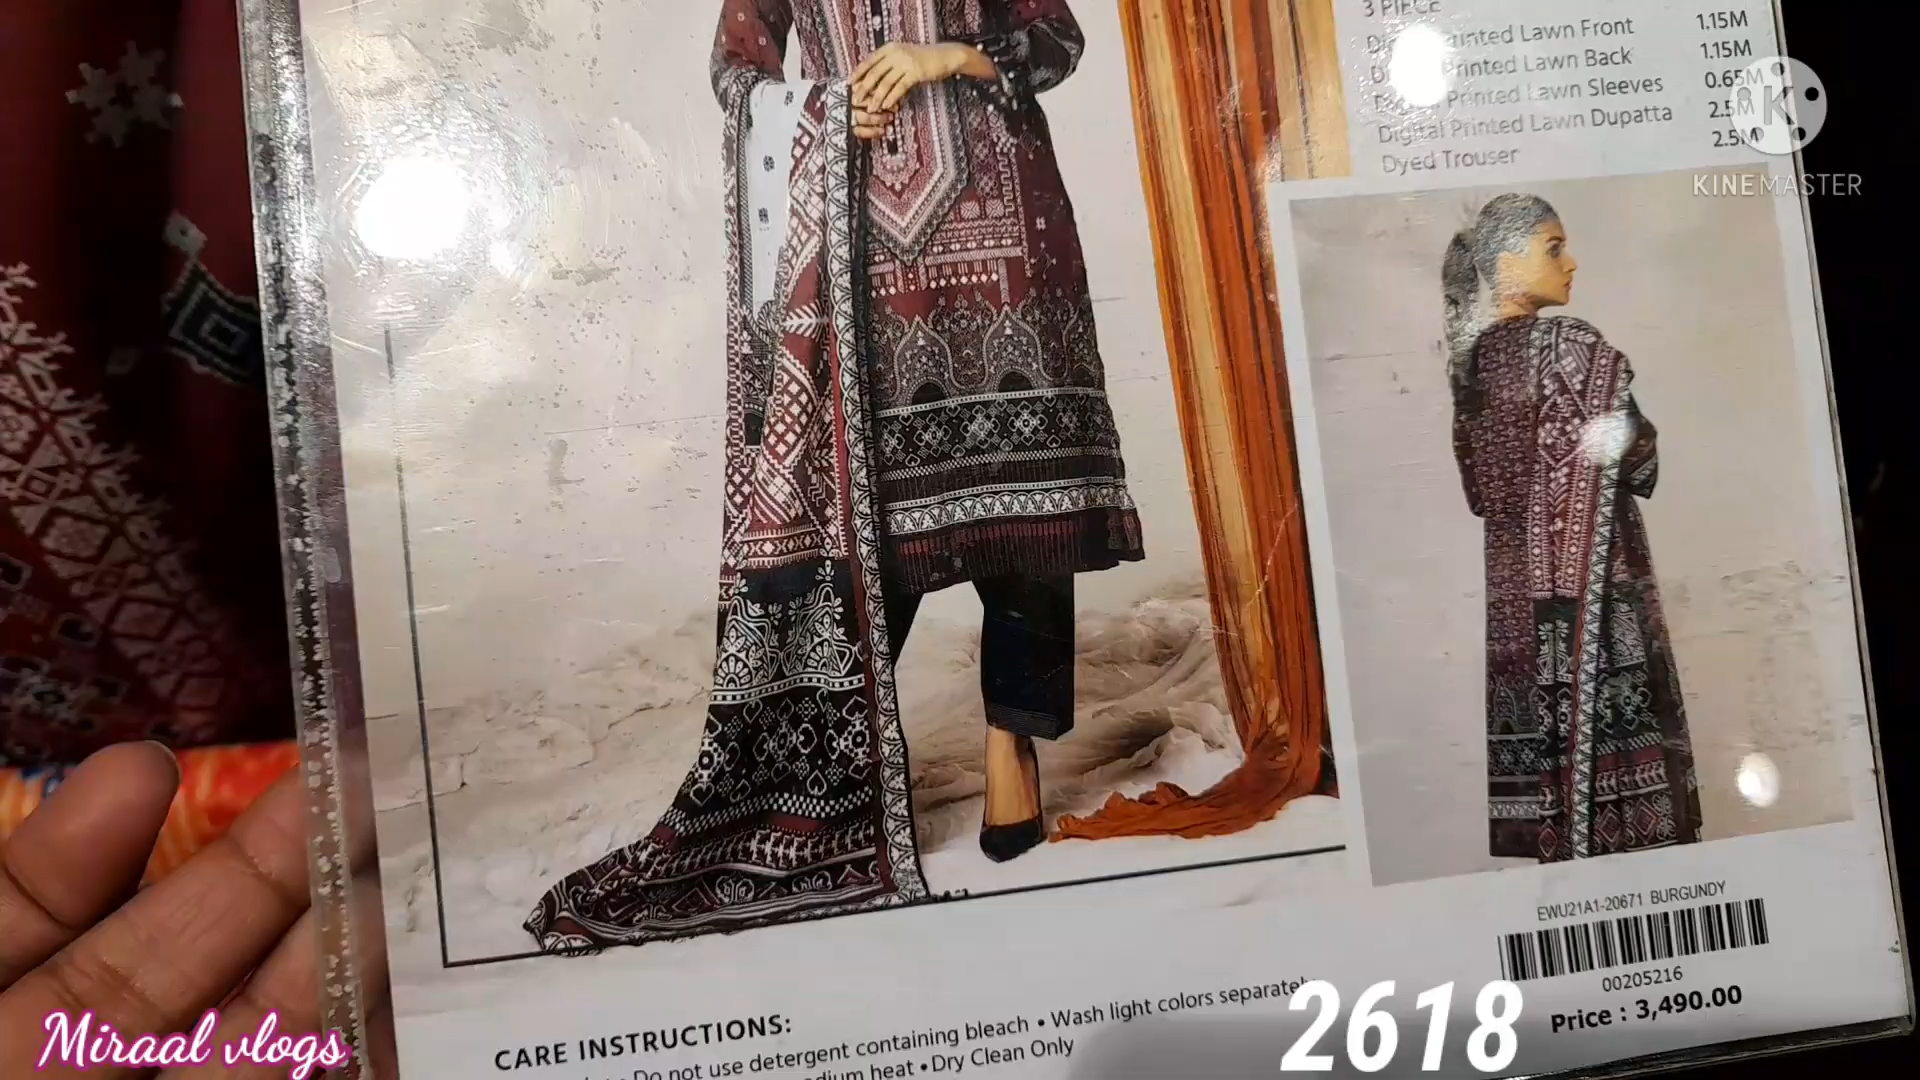 3 PIECE
Printed Lawn Front 1.15M
Printed Lawn Back 1.15M
Printed Lawn Sleeves 0.65M
Digital Printed Lawn Dupatta 2.5M
Dyed Trouser 2.5M
K
KINEMASTER
EWU21A1-20671 BURGUNDY
00205216
Price : 3,490.00
2618
CARE INSTRUCTIONS:
Do not use detergent containing bleach • Wash light colors separately
heat • Dry Clean Only
Miraal vlogs